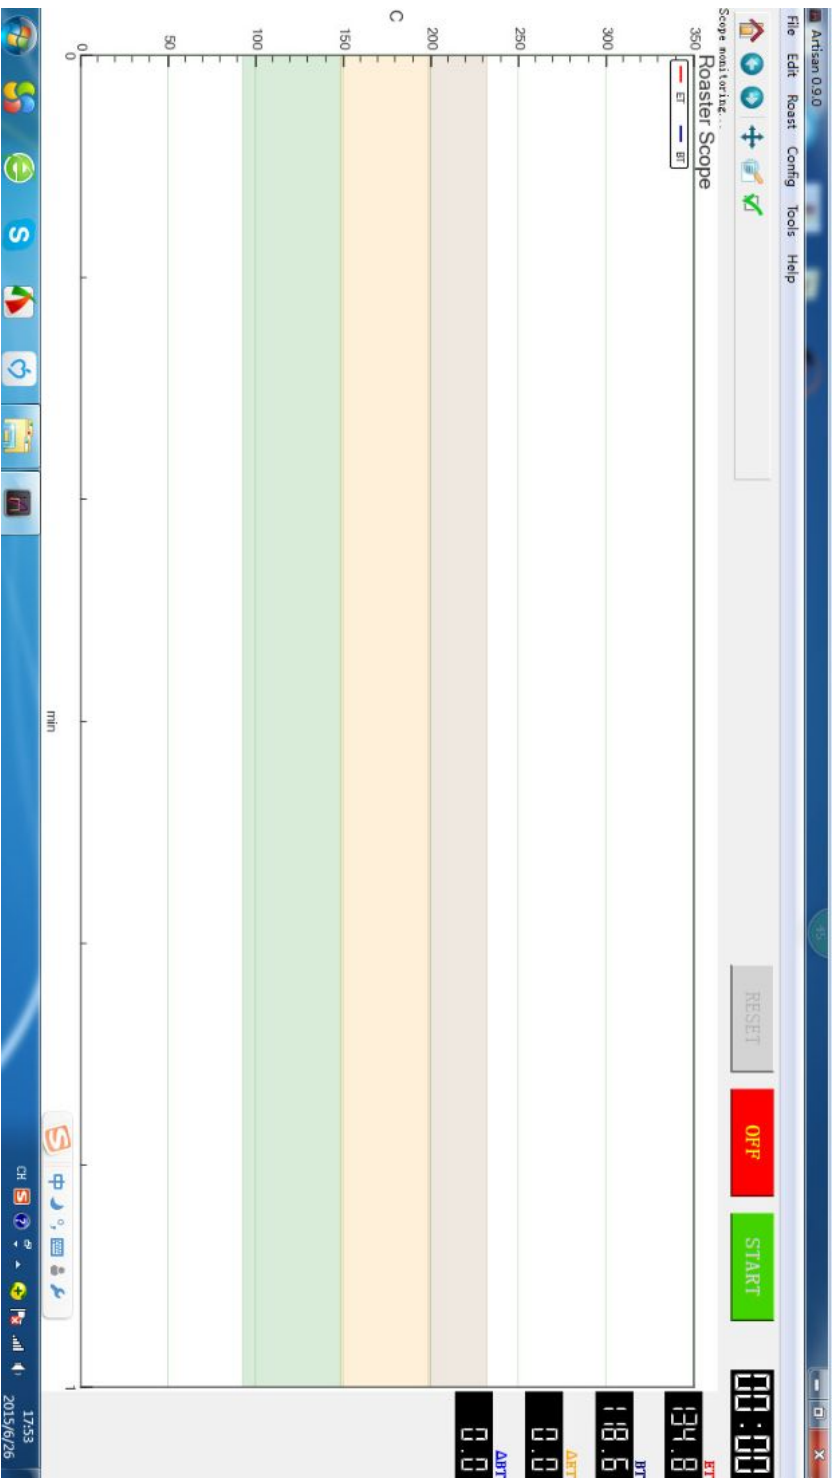 Artisan 0.9.0
File Edit Roast Config Tools Help
RESET OFF START 00:00
Scope monitoring...
Roaster Scope
ET BT
350
300
250
200
150
100
50
0
C
0 1
min
ET
134.8
BT
118.6
ΔET
0.0
ΔBT
0.0
中
CH
17:53
2015/6/26